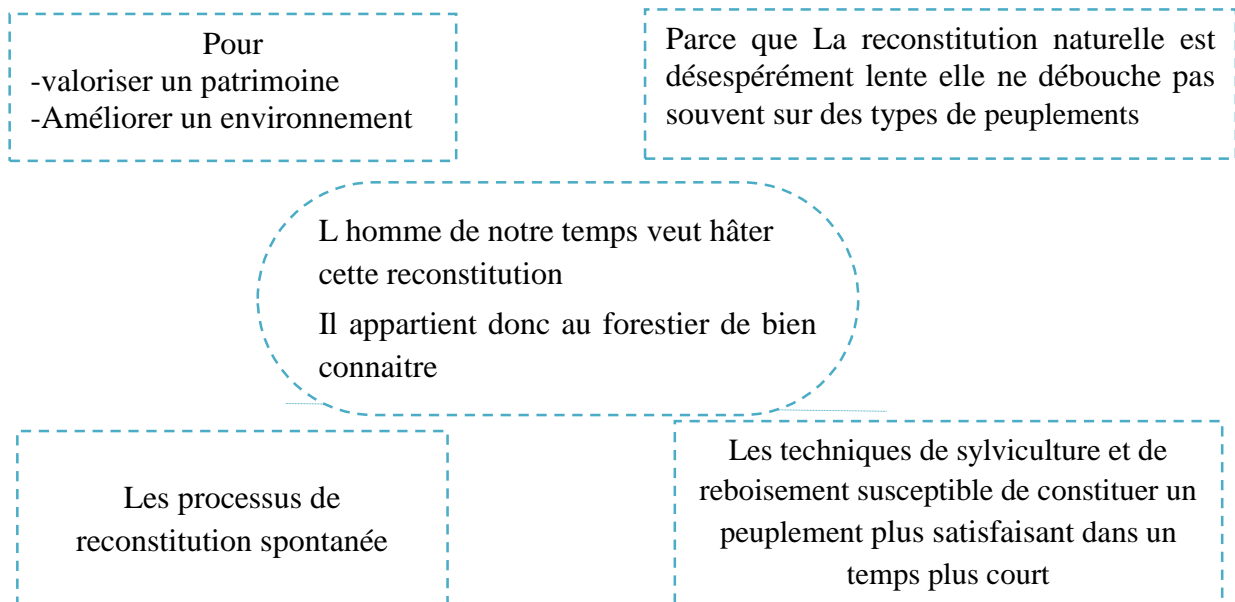 Pour
-valoriser un patrimoine
-Améliorer un environnement
Parce que La reconstitution naturelle est
désespérément lente elle ne débouche pas
souvent sur des types de peuplements
L homme de notre temps veut hâter
cette reconstitution
Il appartient donc au forestier de bien
connaitre
Les processus de
reconstitution spontanée
Les techniques de sylviculture et de
reboisement susceptible de constituer un
peuplement plus satisfaisant dans un
temps plus court